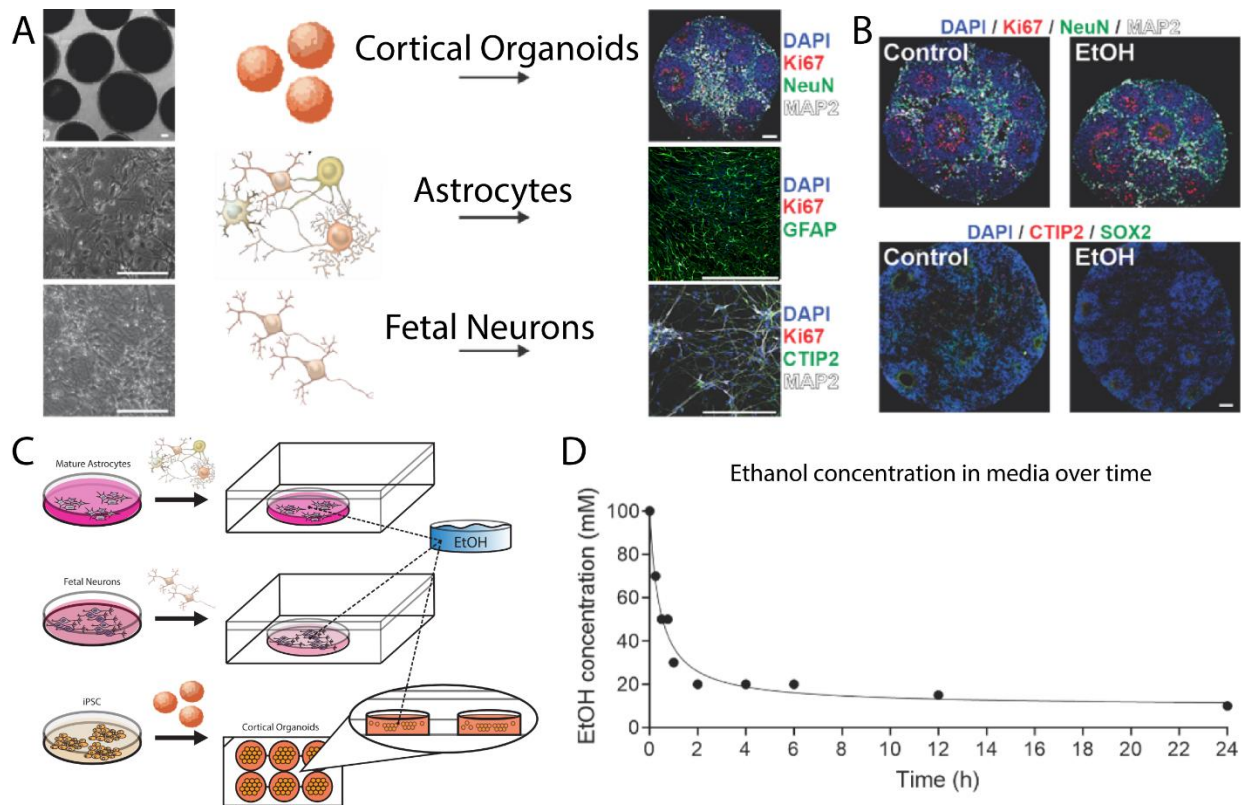 A
Cortical Organoids
DAPI
Ki67
NeuN
MAP2
Astrocytes
DAPI
Ki67
GFAP
Fetal Neurons
DAPI
Ki67
CTIP2
MAP2
B
DAPI / Ki67 / NeuN / MAP2
Control
EtOH
DAPI / CTIP2 / SOX2
Control
EtOH
C
Mature Astrocytes
EtOH
Fetal Neurons
iPSC
Cortical Organoids
D
Ethanol concentration in media over time
EtOH concentration (mM)
100
80
60
40
20
0
0 2 4 6 8 10 12 14 16 18 20 22 24
Time (h)